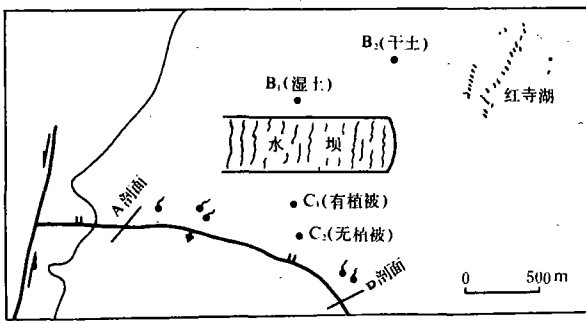 B₂(干土)
B₁(湿土)
红寺湖
水 坝
A剖面
C₁(有植被)
C₂(无植被)
剖面
0 500m